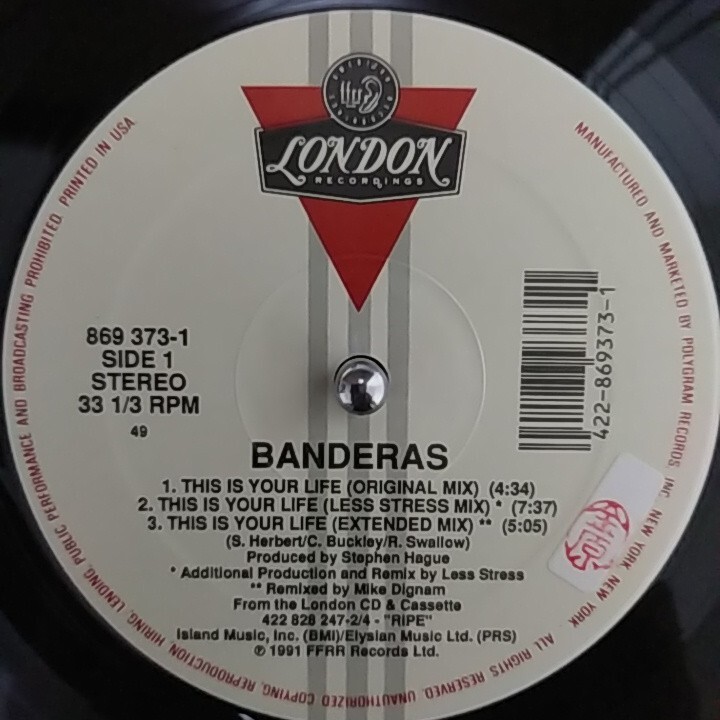 ffrr
LONDON
RECORDINGS
869 373-1
SIDE 1
STEREO
33 1/3 RPM
49
422-869373-1
BANDERAS
1. THIS IS YOUR LIFE (ORIGINAL MIX) (4:34)
2. THIS IS YOUR LIFE (LESS STRESS MIX) * (7:37)
3. THIS IS YOUR LIFE (EXTENDED MIX) ** (5:05)
(S. Herbert/C. Buckley/R. Swallow)
Produced by Stephen Hague
* Additional Production and Remix by Less Stress
** Remixed by Mike Dignam
From the London CD & Cassette
422 828 247-2/4 - "RIPE"
Island Music, Inc. (BMI)/Elysian Music Ltd. (PRS)
℗ 1991 FFRR Records Ltd.
MANUFACTURED AND MARKETED BY POLYGRAM RECORDS, INC. NEW YORK, NEW YORK. ALL RIGHTS RESERVED. UNAUTHORIZED COPYING, REPRODUCTION HIRING, LENDING, PUBLIC PERFORMANCE AND BROADCASTING PROHIBITED. PRINTED IN USA.